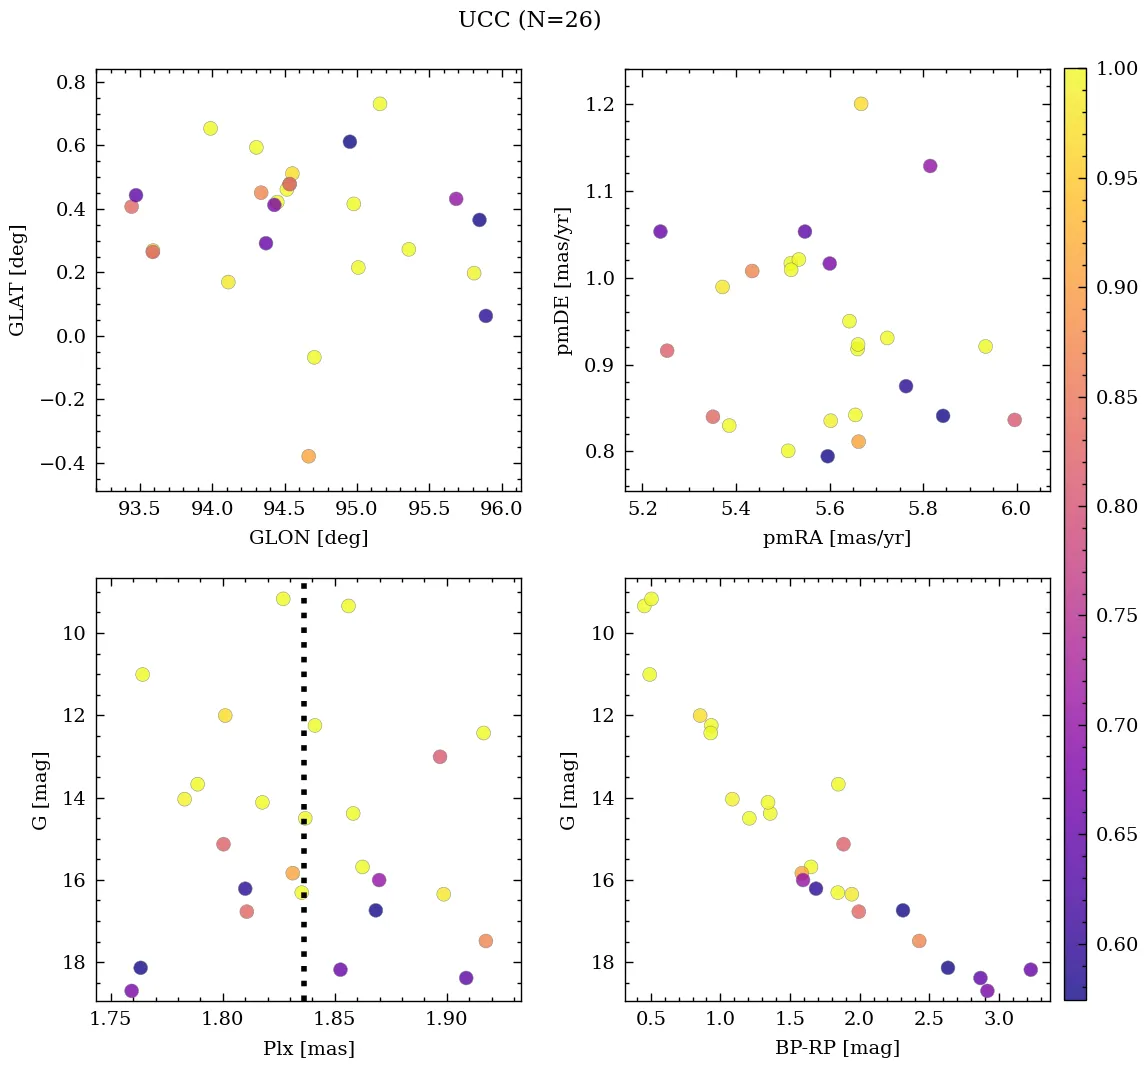 UCC (N=26)
0.8
0.6
0.4
0.2
0.0
−0.2
−0.4
GLAT [deg]
93.5 94.0 94.5 95.0 95.5 96.0
GLON [deg]
1.2
1.1
1.0
0.9
0.8
pmDE [mas/yr]
5.2 5.4 5.6 5.8 6.0
pmRA [mas/yr]
10
12
14
16
18
G [mag]
1.75 1.80 1.85 1.90
Plx [mas]
10
12
14
16
18
G [mag]
0.5 1.0 1.5 2.0 2.5 3.0
BP-RP [mag]
1.00
0.95
0.90
0.85
0.80
0.75
0.70
0.65
0.60